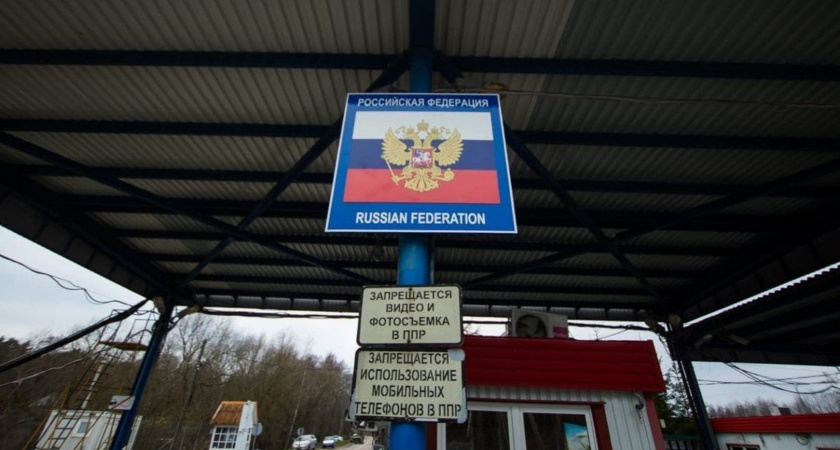 РОССИЙСКАЯ ФЕДЕРАЦИЯ
RUSSIAN FEDERATION
ЗАПРЕЩАЕТСЯ
ВИДЕО И
ФОТОСЪЕМКА
В ППР
ЗАПРЕЩАЕТСЯ
ИСПОЛЬЗОВАНИЕ
МОБИЛЬНЫХ
ТЕЛЕФОНОВ В ППР